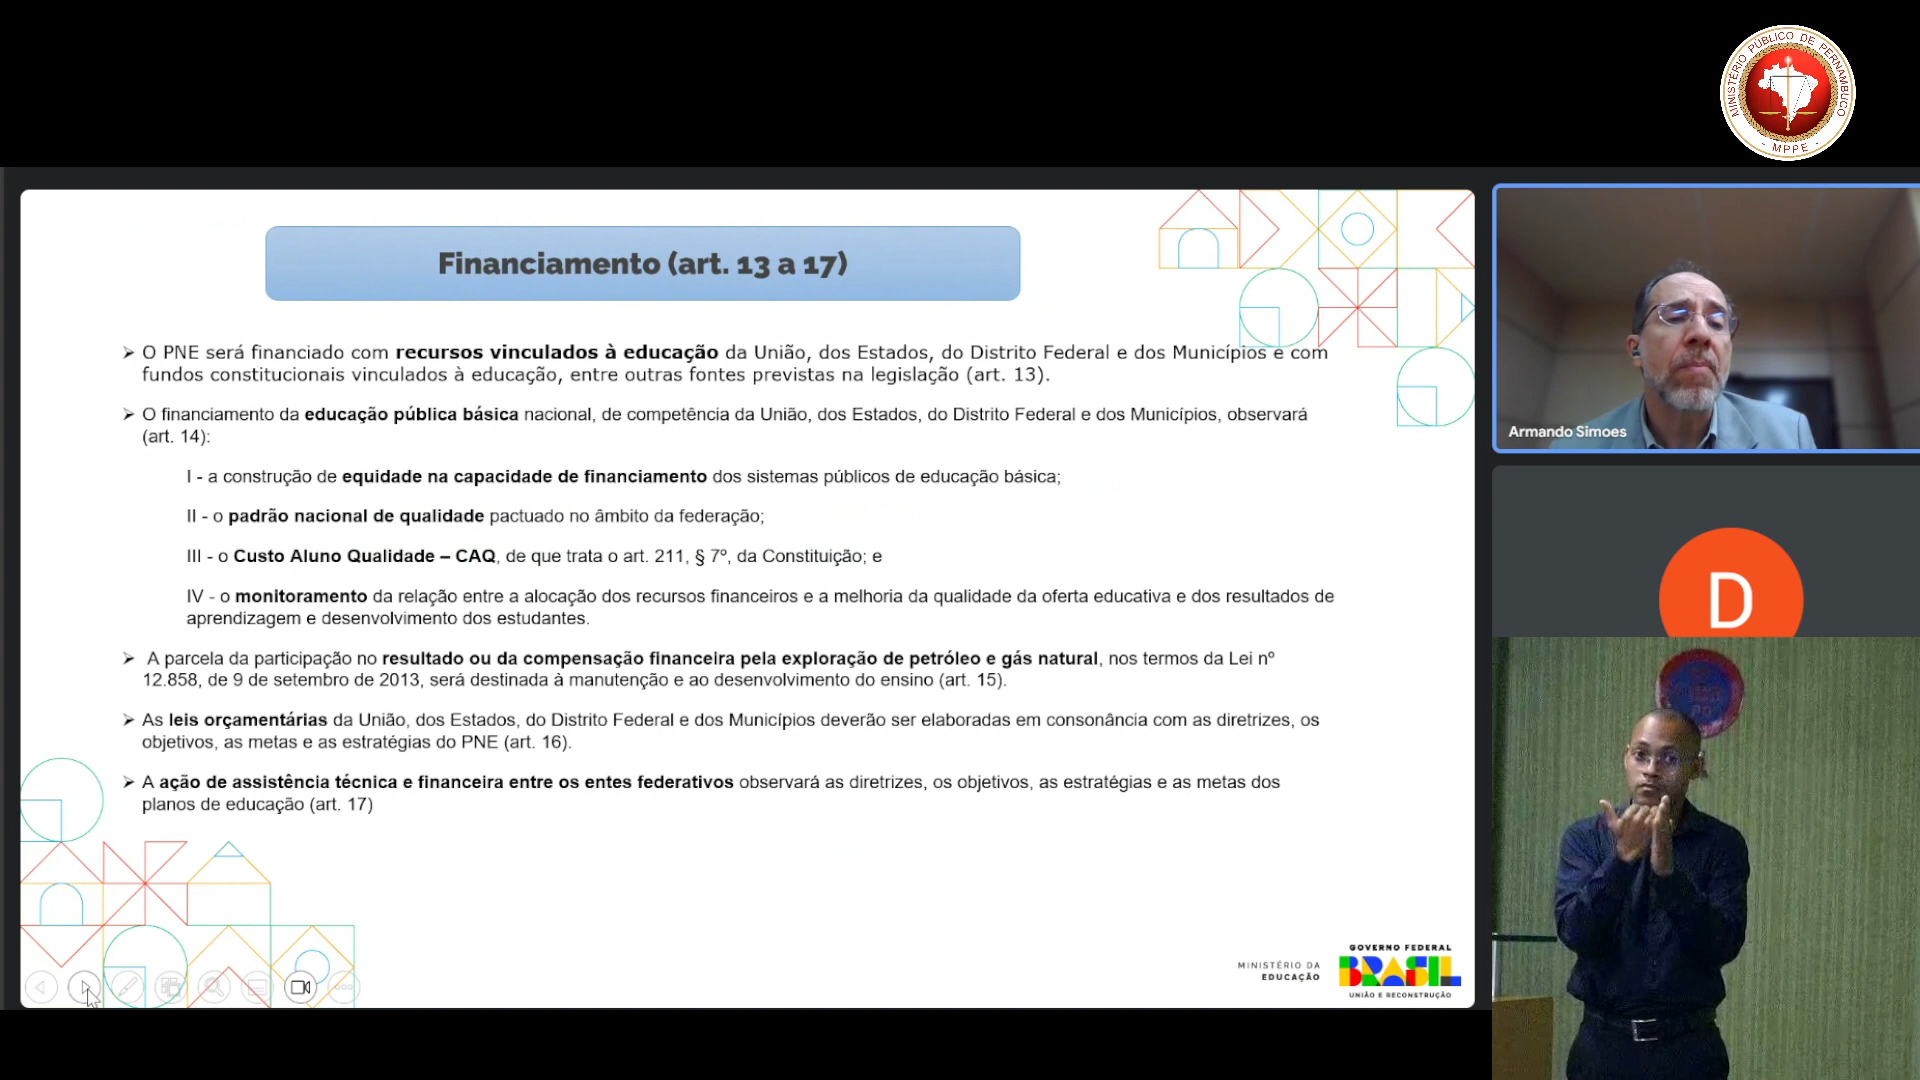 MINISTÉRIO PÚBLICO DE PERNAMBUCO
- MPPE -
Financiamento (art. 13 a 17)
➢ O PNE será financiado com recursos vinculados à educação da União, dos Estados, do Distrito Federal e dos Municípios e com
fundos constitucionais vinculados à educação, entre outras fontes previstas na legislação (art. 13).
➢ O financiamento da educação pública básica nacional, de competência da União, dos Estados, do Distrito Federal e dos Municípios, observará
(art. 14):
I - a construção de equidade na capacidade de financiamento dos sistemas públicos de educação básica;
II - o padrão nacional de qualidade pactuado no âmbito da federação;
III - o Custo Aluno Qualidade – CAQ, de que trata o art. 211, § 7º, da Constituição; e
IV - o monitoramento da relação entre a alocação dos recursos financeiros e a melhoria da qualidade da oferta educativa e dos resultados de
aprendizagem e desenvolvimento dos estudantes.
➢ A parcela da participação no resultado ou da compensação financeira pela exploração de petróleo e gás natural, nos termos da Lei nº
12.858, de 9 de setembro de 2013, será destinada à manutenção e ao desenvolvimento do ensino (art. 15).
➢ As leis orçamentárias da União, dos Estados, do Distrito Federal e dos Municípios deverão ser elaboradas em consonância com as diretrizes, os
objetivos, as metas e as estratégias do PNE (art. 16).
➢ A ação de assistência técnica e financeira entre os entes federativos observará as diretrizes, os objetivos, as estratégias e as metas dos
planos de educação (art. 17)
MINISTÉRIO DA
EDUCAÇÃO
GOVERNO FEDERAL
BRASIL
UNIÃO E RECONSTRUÇÃO
Armando Simoes
D